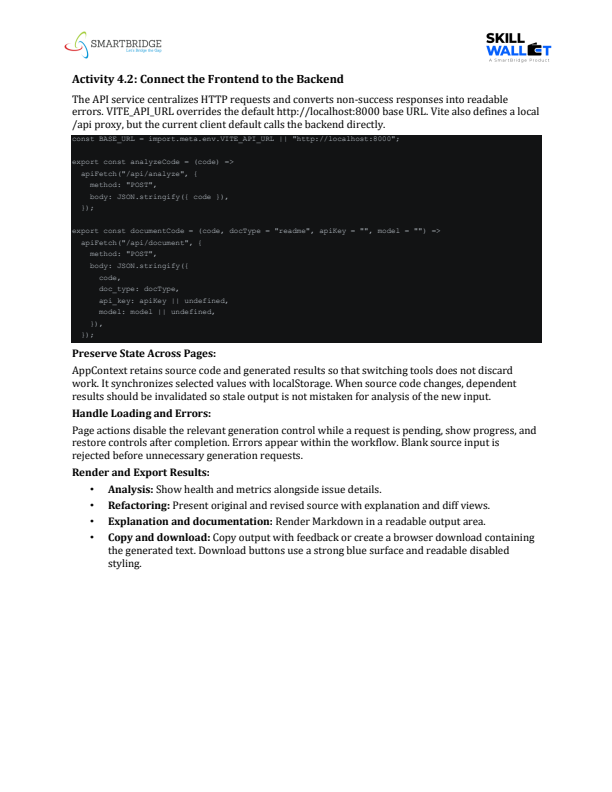 SMARTBRIDGE
Let's Bridge the Gap
SKILL
WALLET
A SmartBridge Product
Activity 4.2: Connect the Frontend to the Backend
The API service centralizes HTTP requests and converts non-success responses into readable
errors. VITE_API_URL overrides the default http://localhost:8000 base URL. Vite also defines a local
/api proxy, but the current client default calls the backend directly.
const BASE_URL = import.meta.env.VITE_API_URL || "http://localhost:8000";
export const analyzeCode = (code) =>
apiFetch("/api/analyze", {
method: "POST",
body: JSON.stringify({ code }),
});
export const documentCode = (code, docType = "readme", apiKey = "", model = "") =>
apiFetch("/api/document", {
method: "POST",
body: JSON.stringify({
code,
doc_type: docType,
api_key: apiKey || undefined,
model: model || undefined,
}),
});
Preserve State Across Pages:
AppContext retains source code and generated results so that switching tools does not discard
work. It synchronizes selected values with localStorage. When source code changes, dependent
results should be invalidated so stale output is not mistaken for analysis of the new input.
Handle Loading and Errors:
Page actions disable the relevant generation control while a request is pending, show progress, and
restore controls after completion. Errors appear within the workflow. Blank source input is
rejected before unnecessary generation requests.
Render and Export Results:
• Analysis: Show health and metrics alongside issue details.
• Refactoring: Present original and revised source with explanation and diff views.
• Explanation and documentation: Render Markdown in a readable output area.
• Copy and download: Copy output with feedback or create a browser download containing
the generated text. Download buttons use a strong blue surface and readable disabled
styling.